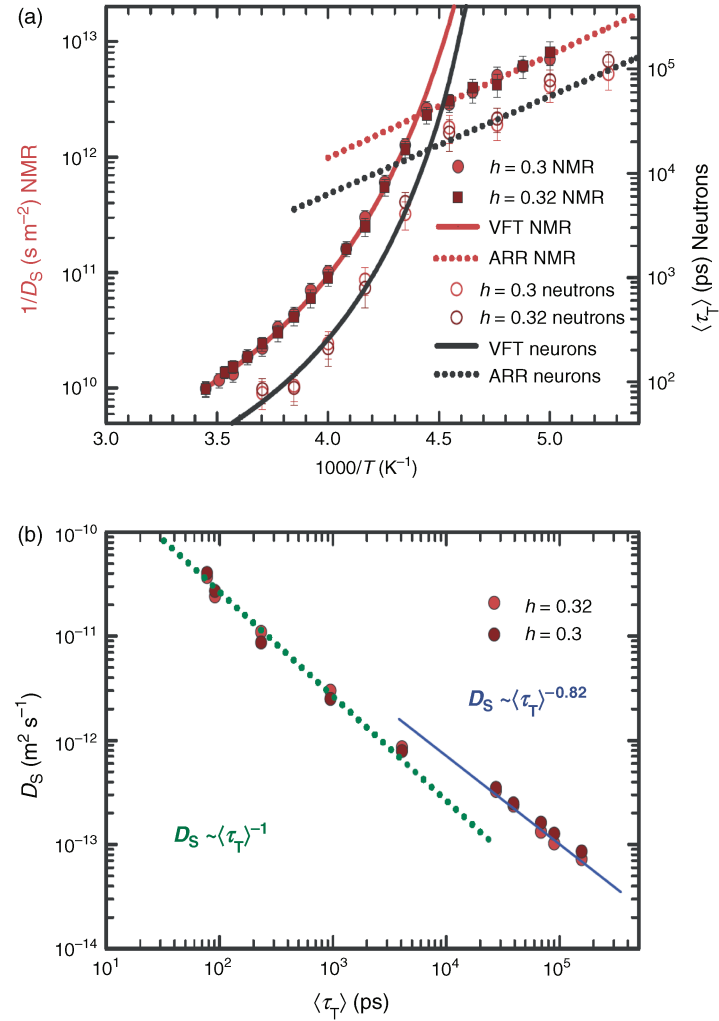 (a)
10^13
10^12
10^11
10^10
1/D_S (s m^−2) NMR
10^5
10^4
10^3
10^2
⟨τ_T⟩ (ps) Neutrons
h = 0.3 NMR
h = 0.32 NMR
VFT NMR
ARR NMR
h = 0.3 neutrons
h = 0.32 neutrons
VFT neurons
ARR neurons
3.0 3.5 4.0 4.5 5.0
1000/T (K^−1)
(b)
10^−10
10^−11
10^−12
10^−13
10^−14
D_S (m^2 s^−1)
h = 0.32
h = 0.3
D_S ~⟨τ_T⟩^−0.82
D_S ~⟨τ_T⟩^−1
10^1 10^2 10^3 10^4 10^5
⟨τ_T⟩ (ps)